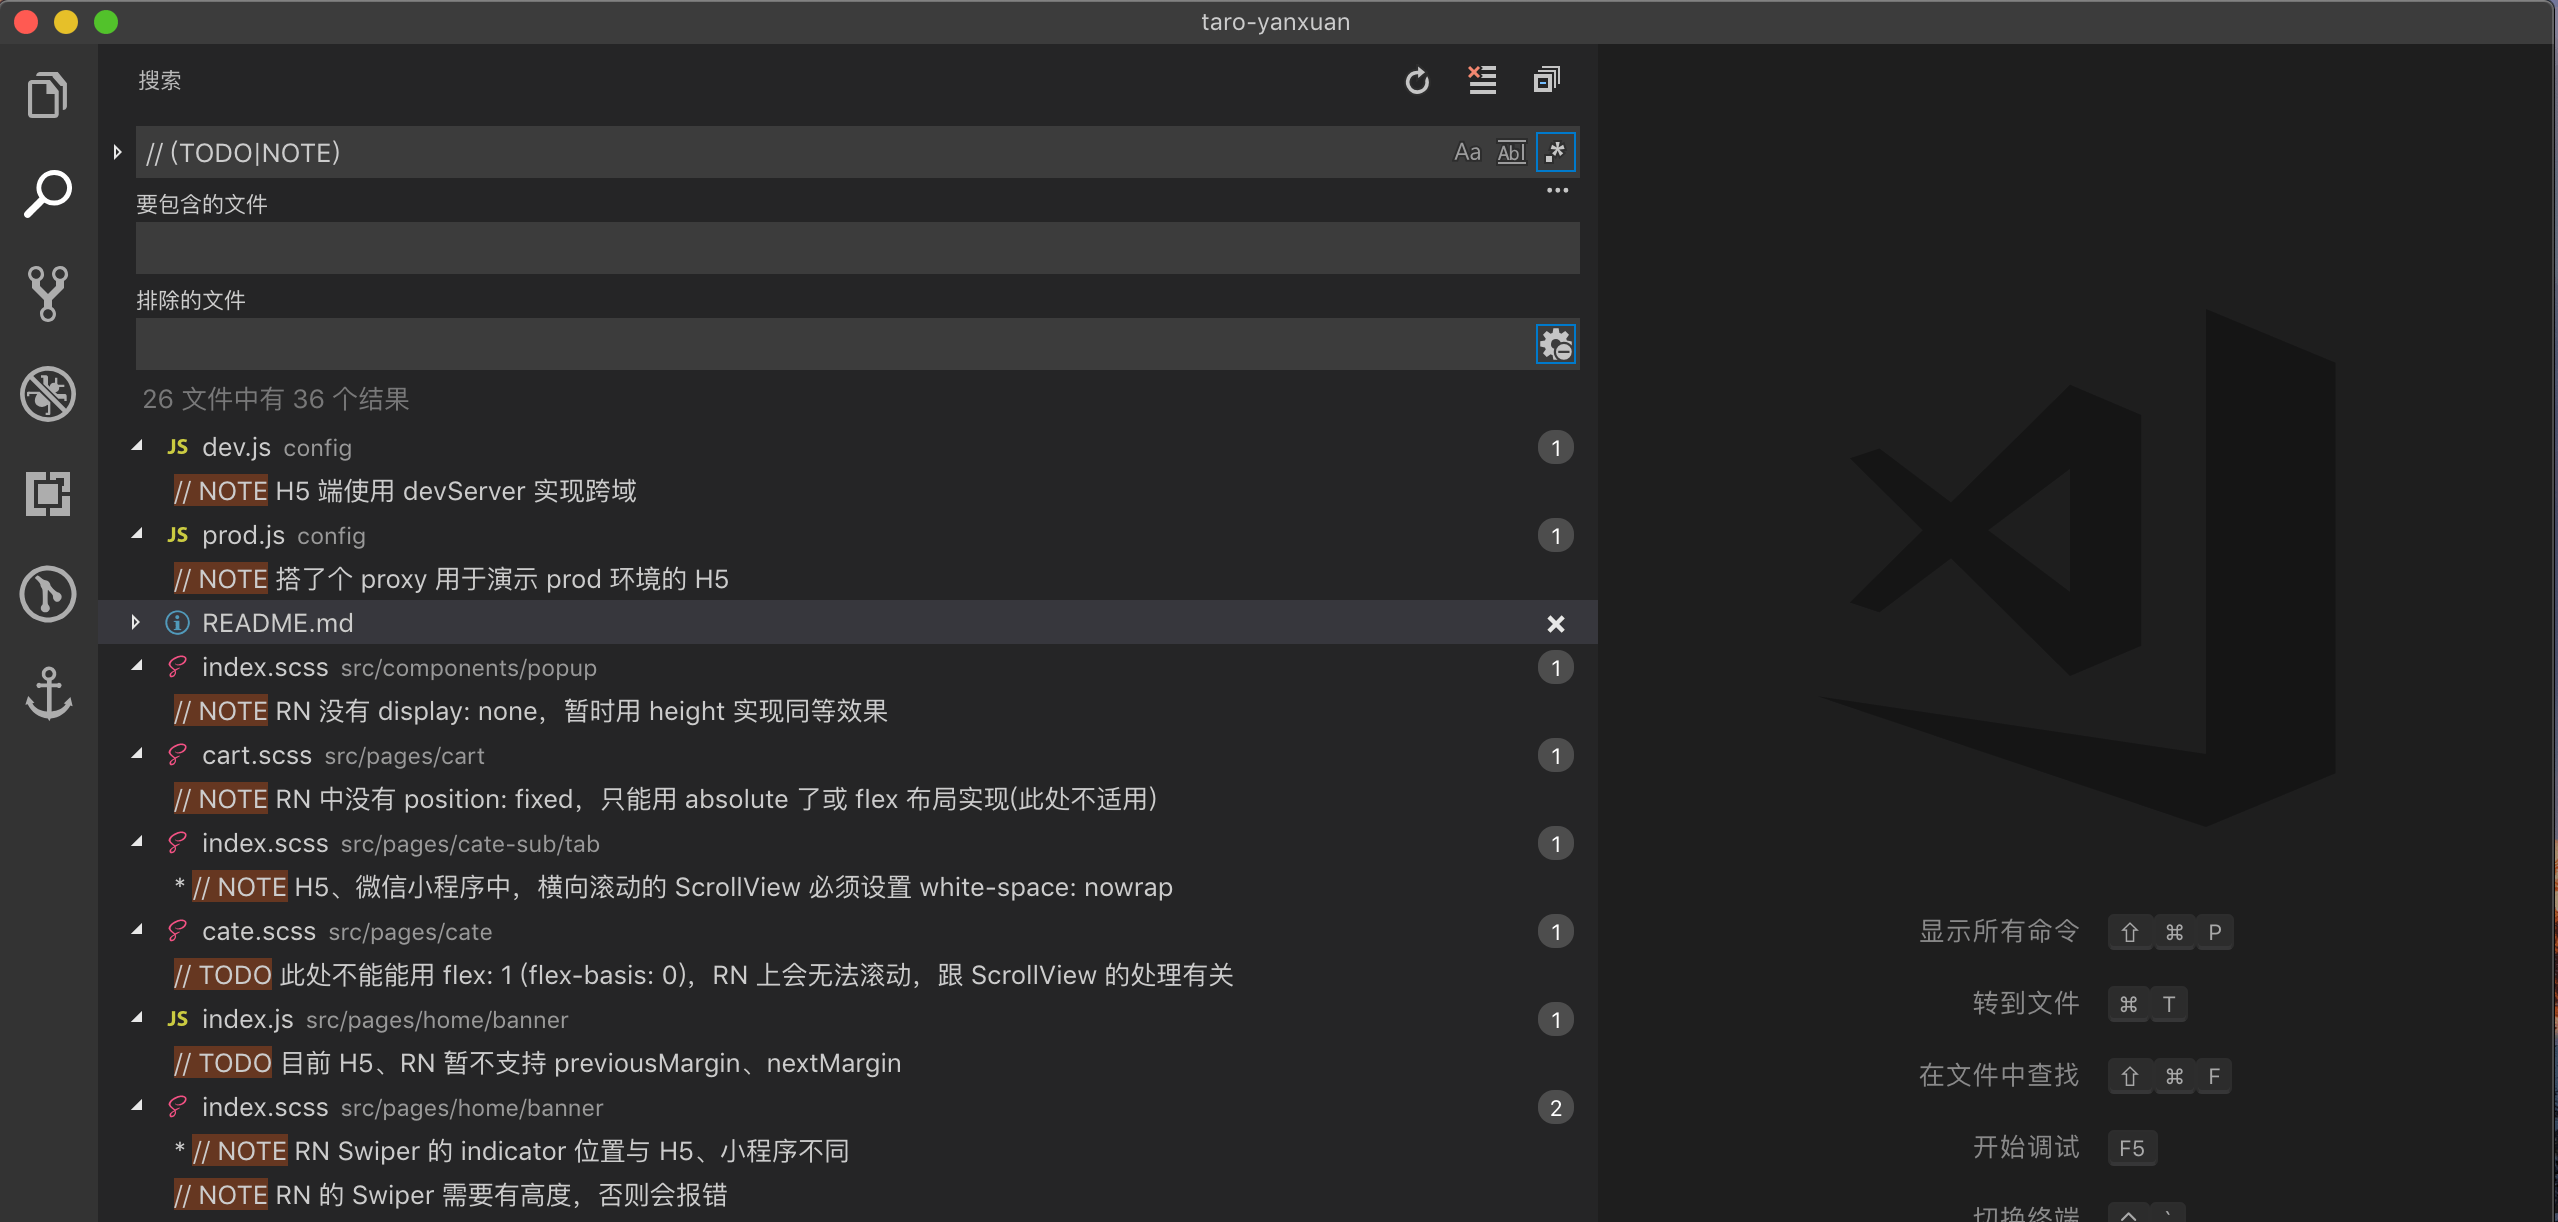 taro-yanxuan
搜索
// (TODO|NOTE)
Aa Abl .*
要包含的文件
排除的文件
26 文件中有 36 个结果
JS dev.js config 1
// NOTE H5 端使用 devServer 实现跨域
JS prod.js config 1
// NOTE 搭了个 proxy 用于演示 prod 环境的 H5
README.md
index.scss src/components/popup 1
// NOTE RN 没有 display: none，暂时用 height 实现同等效果
cart.scss src/pages/cart 1
// NOTE RN 中没有 position: fixed，只能用 absolute 了或 flex 布局实现(此处不适用)
index.scss src/pages/cate-sub/tab 1
* // NOTE H5、微信小程序中，横向滚动的 ScrollView 必须设置 white-space: nowrap
cate.scss src/pages/cate 1
// TODO 此处不能能用 flex: 1 (flex-basis: 0)，RN 上会无法滚动，跟 ScrollView 的处理有关
JS index.js src/pages/home/banner 1
// TODO 目前 H5、RN 暂不支持 previousMargin、nextMargin
index.scss src/pages/home/banner 2
* // NOTE RN Swiper 的 indicator 位置与 H5、小程序不同
// NOTE RN 的 Swiper 需要有高度，否则会报错
显示所有命令 ⇧ ⌘ P
转到文件 ⌘ T
在文件中查找 ⇧ ⌘ F
开始调试 F5
切换终端 ^ `